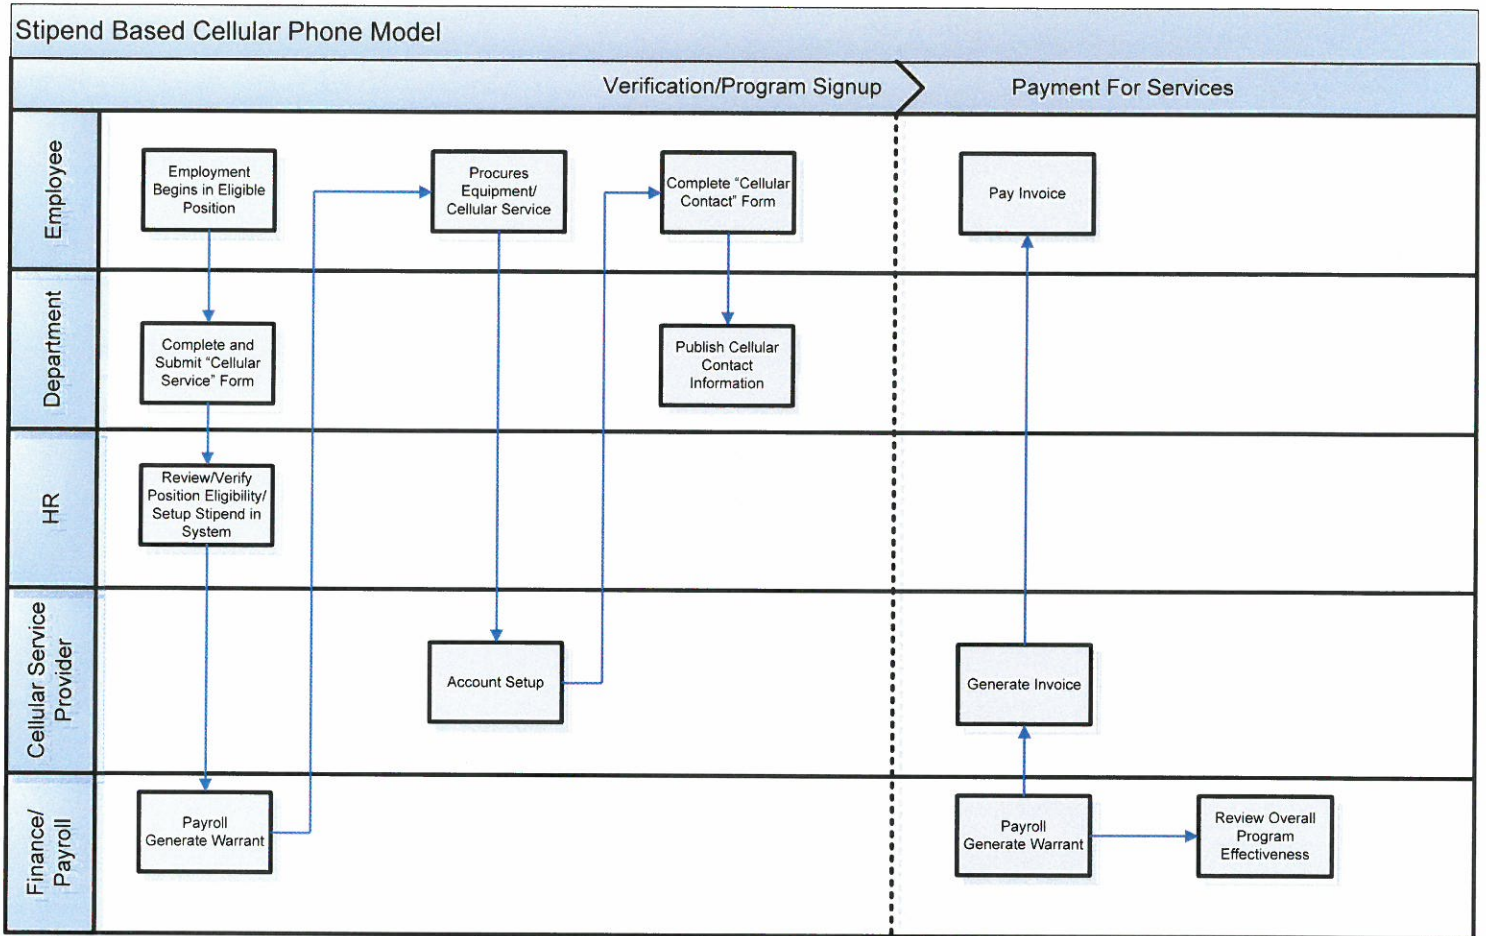 Stipend Based Cellular Phone Model
Verification/Program Signup
Payment For Services
Employee
Employment
Begins in Eligible
Position
Procures
Equipment/
Cellular Service
Complete “Cellular
Contact” Form
Pay Invoice
Department
Complete and
Submit “Cellular
Service” Form
Publish Cellular
Contact
Information
HR
Review/Verify
Position Eligibility/
Setup Stipend in
System
Cellular Service
Provider
Account Setup
Generate Invoice
Finance/
Payroll
Payroll
Generate Warrant
Payroll
Generate Warrant
Review Overall
Program
Effectiveness